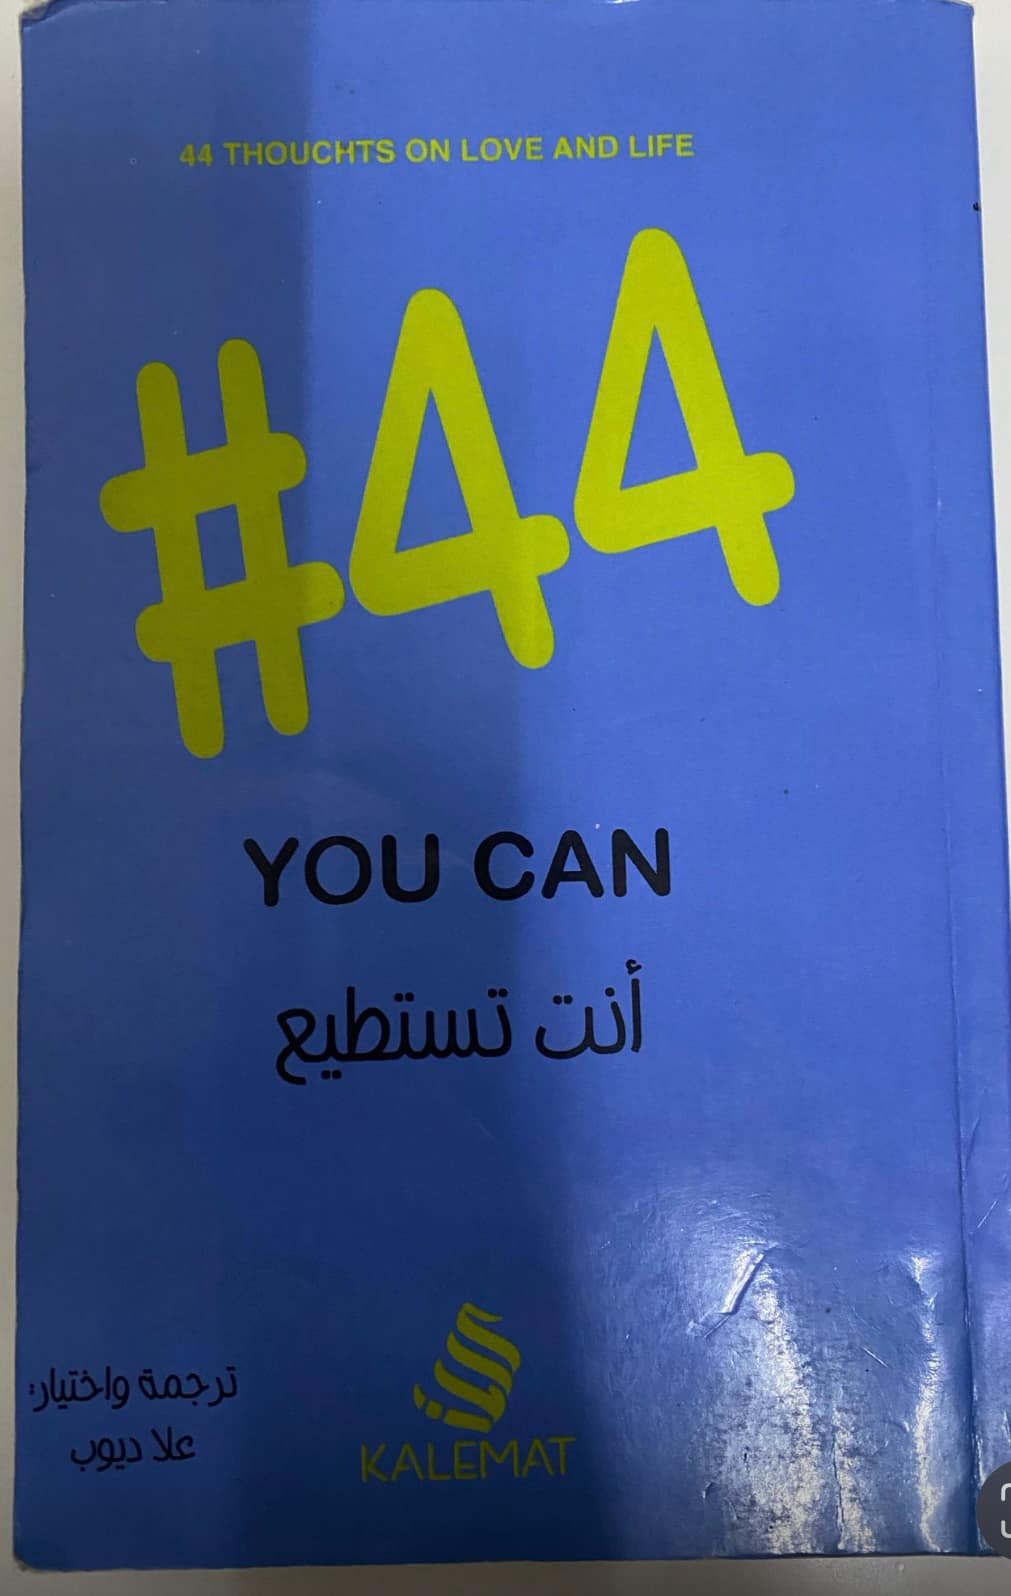 44 THOUCHTS ON LOVE AND LIFE
#44
YOU CAN
أنت تستطيع
ترجمة واختيار:
علا ديوب
KALEMAT